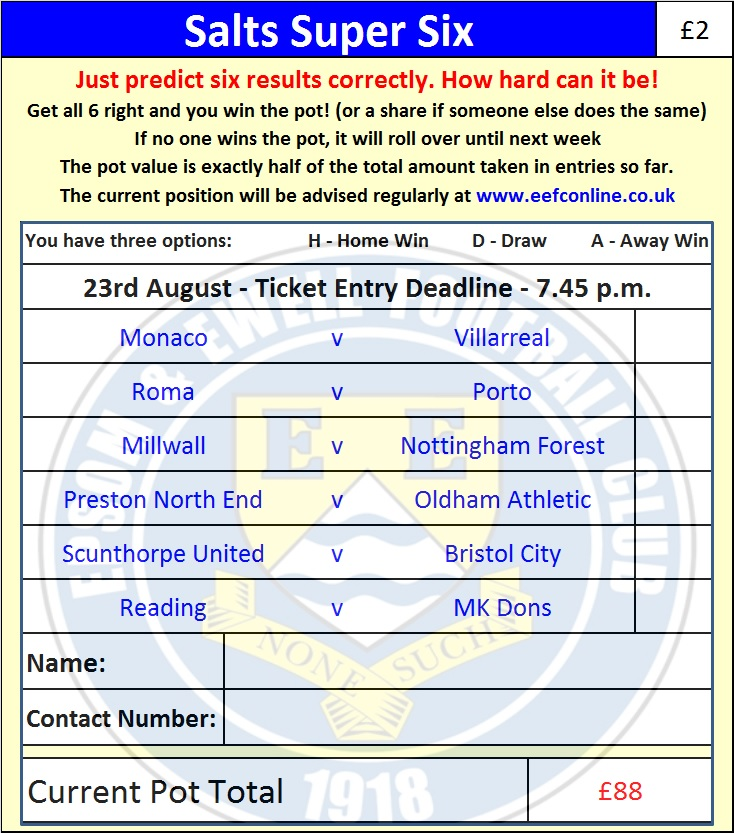 Salts Super Six £2
Just predict six results correctly. How hard can it be!
Get all 6 right and you win the pot! (or a share if someone else does the same)
If no one wins the pot, it will roll over until next week
The pot value is exactly half of the total amount taken in entries so far.
The current position will be advised regularly at www.eefconline.co.uk
You have three options: H - Home Win D - Draw A - Away Win
23rd August - Ticket Entry Deadline - 7.45 p.m.
Monaco v Villarreal
Roma v Porto
Millwall v Nottingham Forest
Preston North End v Oldham Athletic
Scunthorpe United v Bristol City
Reading v MK Dons
Name:
Contact Number:
Current Pot Total £88
EPSOM & EWELL FOOTBALL CLUB
E E
NONE SUCH
1918